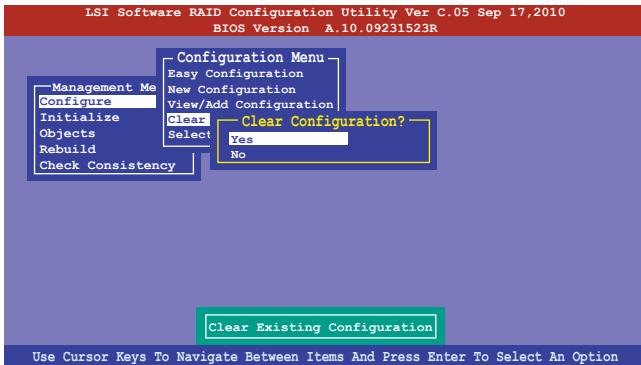 LSI Software RAID Configuration Utility Ver C.05 Sep 17,2010
BIOS Version A.10.09231523R
Configuration Menu
Easy Configuration
New Configuration
View/Add Configuration
Clear
Select
Management Me
Configure
Initialize
Objects
Rebuild
Check Consistency
Clear Configuration?
Yes
No
Clear Existing Configuration
Use Cursor Keys To Navigate Between Items And Press Enter To Select An Option